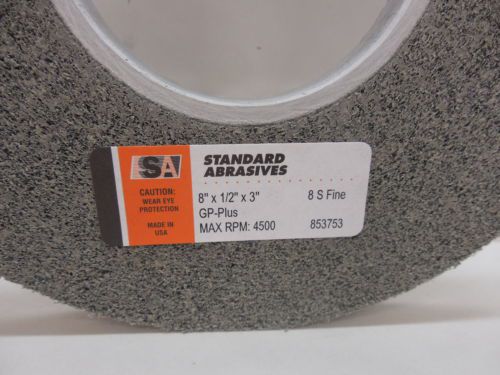 SA
CAUTION:
WEAR EYE
PROTECTION
MADE IN
USA
STANDARD
ABRASIVES
8" x 1/2" x 3" 8 S Fine
GP-Plus
MAX RPM: 4500 853753